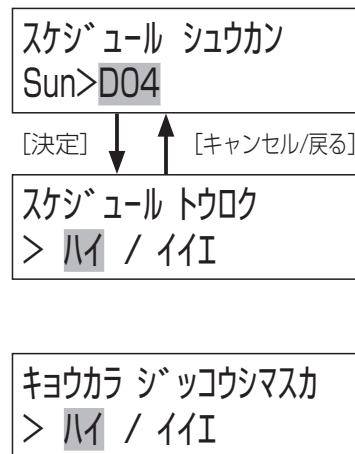 スケジュール シュウカン
Sun>D04
[決定] [キャンセル/戻る]
スケジュール トウロク
> ハイ / イイエ
キョウカラ ジッコウシマスカ
> ハイ / イイエ